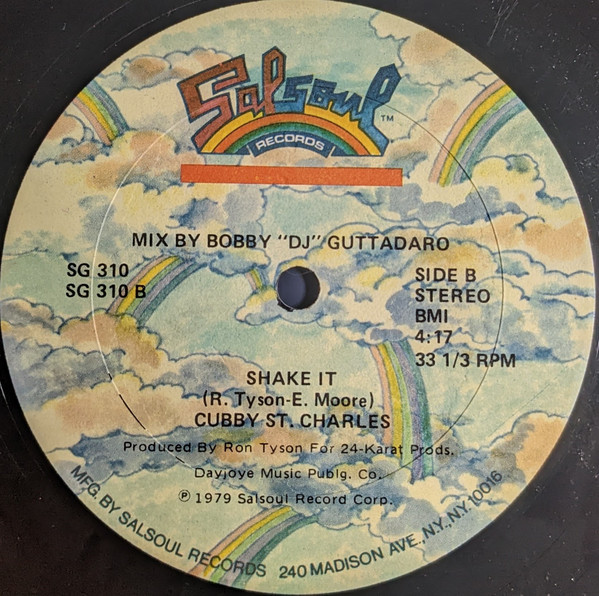 Salsoul™
RECORDS
MIX BY BOBBY "DJ" GUTTADARO
SG 310
SG 310 B
SIDE B
STEREO
BMI
4:17
33 1/3 RPM
SHAKE IT
(R. Tyson-E. Moore)
CUBBY ST. CHARLES
Produced By Ron Tyson For 24-Karat Prods.
Dayjoye Music Publg. Co.
℗ 1979 Salsoul Record Corp.
MFG. BY SALSOUL RECORDS 240 MADISON AVE., N.Y., N.Y. 10016